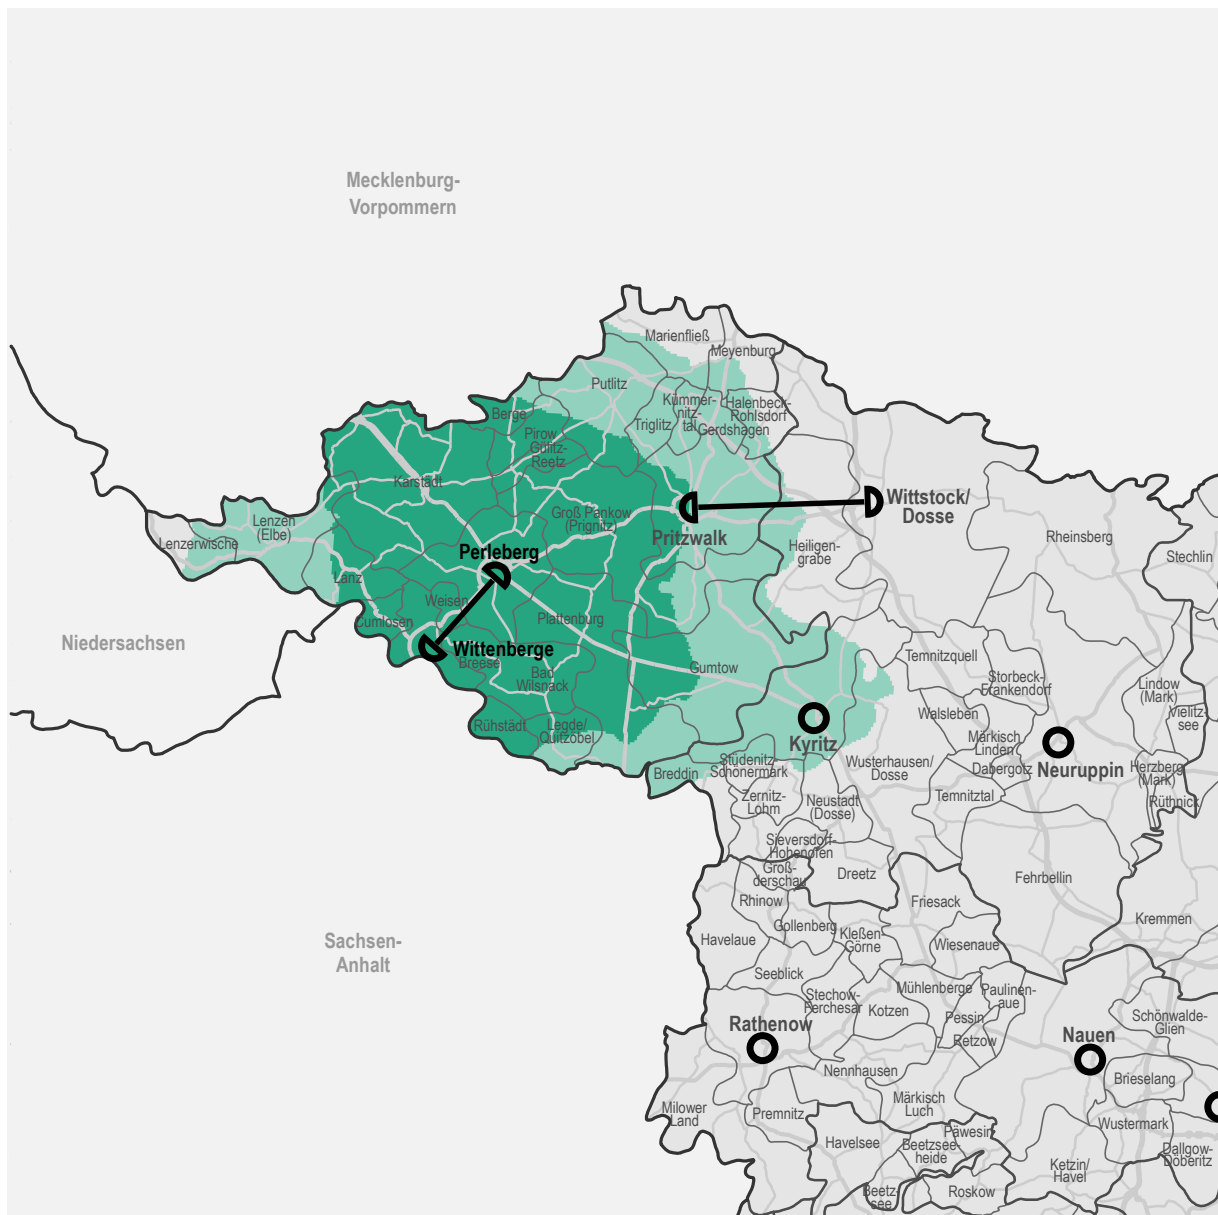 Mecklenburg-
Vorpommern
Marienfließ
Meyenburg
Putlitz
Kümmer-
nitz-
tal
Halenbeck-
Rohlsdorf
Berge
Triglitz
Gerdshagen
Pirow
Gülitz-
Reetz
Karstädt
Groß Pankow
(Prignitz)
Wittstock/
Dosse
Lenzen
(Elbe)
Lenzerwische
Pritzwalk
Heiligen-
grabe
Rheinsberg
Stechlin
Perleberg
Lanz
Weisen
Cumlosen
Plattenburg
Niedersachsen
Wittenberge
Breese
Bad
Wilsnack
Gumtow
Temnitzquell
Storbeck-
Frankendorf
Lindow
(Mark)
Vielitz-
see
Rühstädt
Legde/
Quitzöbel
Walsleben
Kyritz
Märkisch
Linden
Dabergotz
Neuruppin
Herzberg
(Mark)
Rüthnick
Breddin
Stüdenitz-
Schönermark
Wusterhausen/
Dosse
Temnitztal
Zernitz-
Lohm
Neustadt
(Dosse)
Sieversdorf-
Hohenofen
Groß-
derschau
Dreetz
Fehrbellin
Rhinow
Friesack
Kremmen
Gollenberg
Kleßen-
Görne
Havelaue
Wiesenaue
Sachsen-
Anhalt
Seeblick
Stechow-
Ferchesar
Kotzen
Mühlenberge
Paulinen-
aue
Pessin
Retzow
Schönwalde-
Glien
Rathenow
Nauen
Nennhausen
Brieselang
Milower
Land
Premnitz
Märkisch
Luch
Wustermark
Havelsee
Beetzsee-
heide
Päwesin
Dallgow-
Döberitz
Ketzin/
Havel
Beetz-
see
Roskow